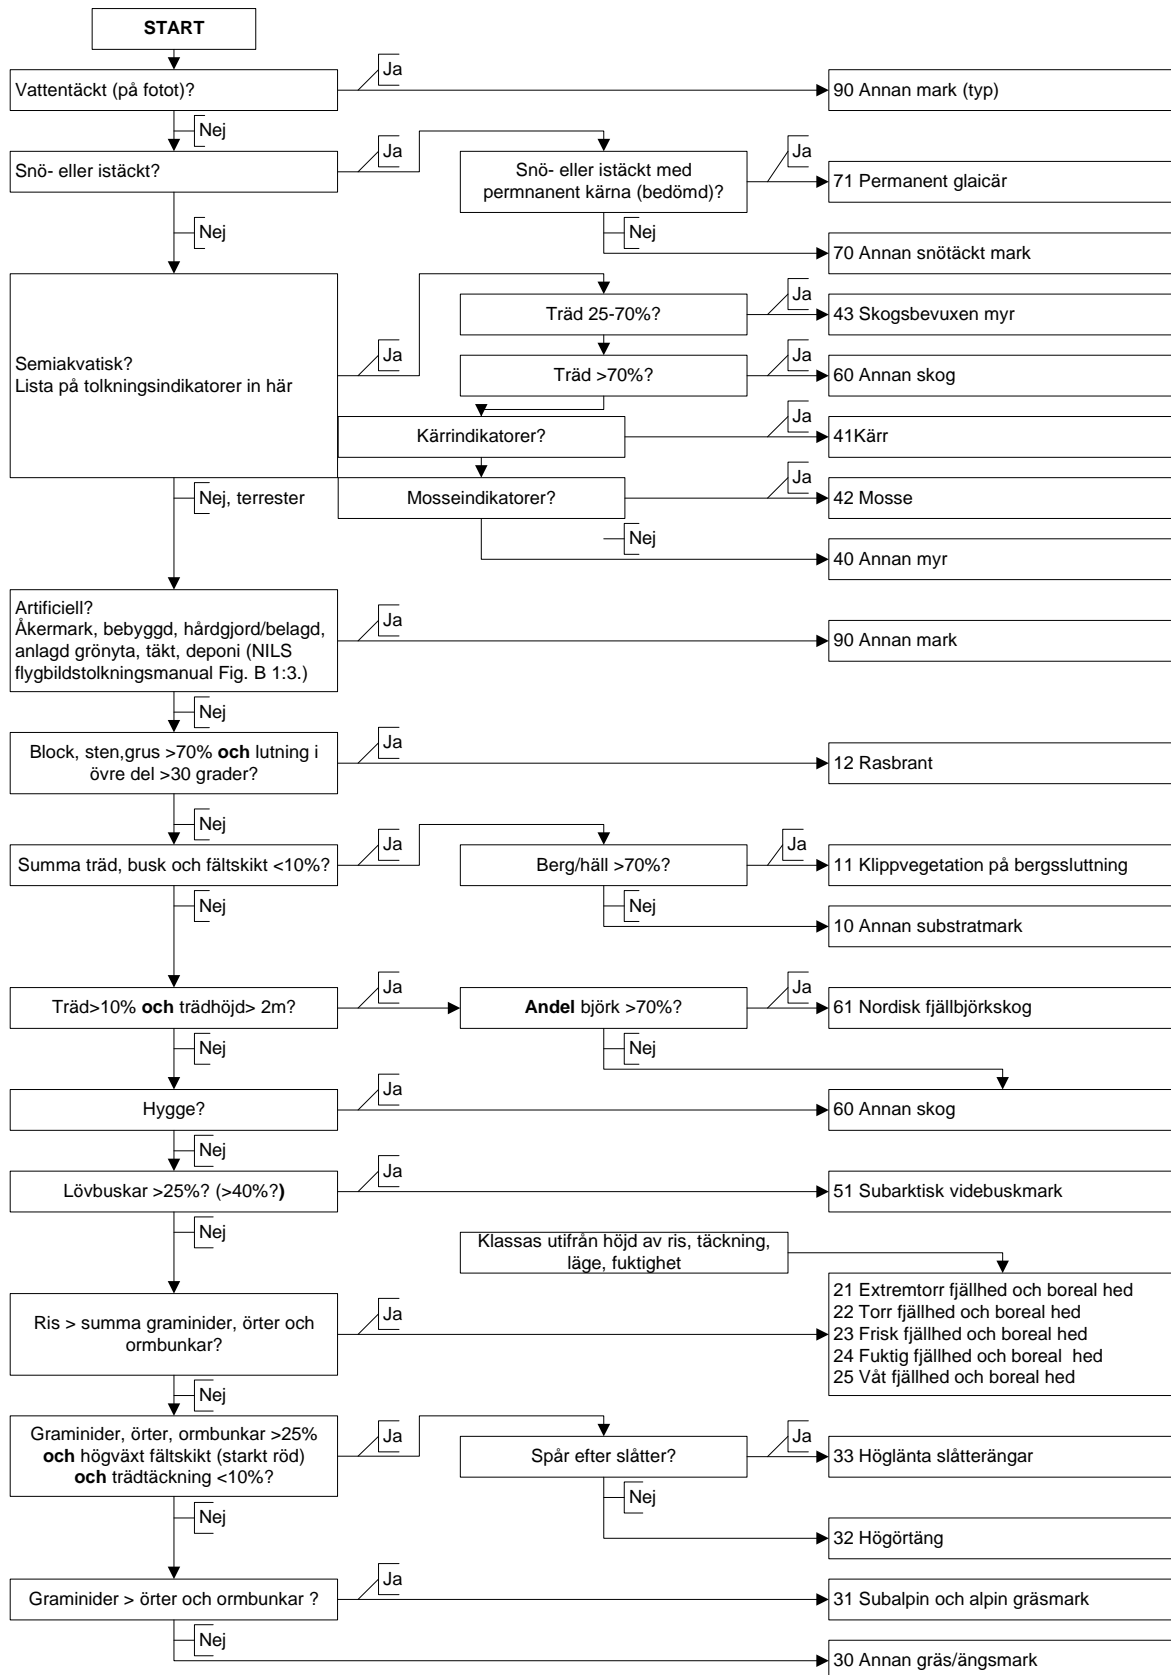 START
Vattentäckt (på fotot)?
Ja
90 Annan mark (typ)
Nej
Snö- eller istäckt?
Ja
Snö- eller istäckt med
permnanent kärna (bedömd)?
Ja
71 Permanent glaicär
Nej
70 Annan snötäckt mark
Nej
Semiakvatisk?
Lista på tolkningsindikatorer in här
Ja
Träd 25-70%?
Ja
43 Skogsbevuxen myr
Träd >70%?
Ja
60 Annan skog
Kärrindikatorer?
Ja
41Kärr
Mosseindikatorer?
Ja
42 Mosse
Nej
40 Annan myr
Nej, terrester
Artificiell?
Åkermark, bebyggd, hårdgjord/belagd,
anlagd grönyta, täkt, deponi (NILS
flygbildstolkningsmanual Fig. B 1:3.)
Ja
90 Annan mark
Nej
Block, sten,grus >70% och lutning i
övre del >30 grader?
Ja
12 Rasbrant
Nej
Summa träd, busk och fältskikt <10%?
Ja
Berg/häll >70%?
Ja
11 Klippvegetation på bergssluttning
Nej
10 Annan substratmark
Nej
Träd>10% och trädhöjd> 2m?
Ja
Andel björk >70%?
Ja
61 Nordisk fjällbjörkskog
Nej
Nej
Hygge?
Ja
60 Annan skog
Nej
Lövbuskar >25%? (>40%?)
Ja
51 Subarktisk videbuskmark
Nej
Klassas utifrån höjd av ris, täckning,
läge, fuktighet
Ris > summa graminider, örter och
ormbunkar?
Ja
21 Extremtorr fjällhed och boreal hed
22 Torr fjällhed och boreal hed
23 Frisk fjällhed och boreal hed
24 Fuktig fjällhed och boreal  hed
25 Våt fjällhed och boreal hed
Nej
Graminider, örter, ormbunkar >25%
och högväxt fältskikt (starkt röd)
och trädtäckning <10%?
Ja
Spår efter slåtter?
Ja
33 Höglänta slåtterängar
Nej
32 Högörtäng
Nej
Graminider > örter och ormbunkar ?
Ja
31 Subalpin och alpin gräsmark
Nej
30 Annan gräs/ängsmark